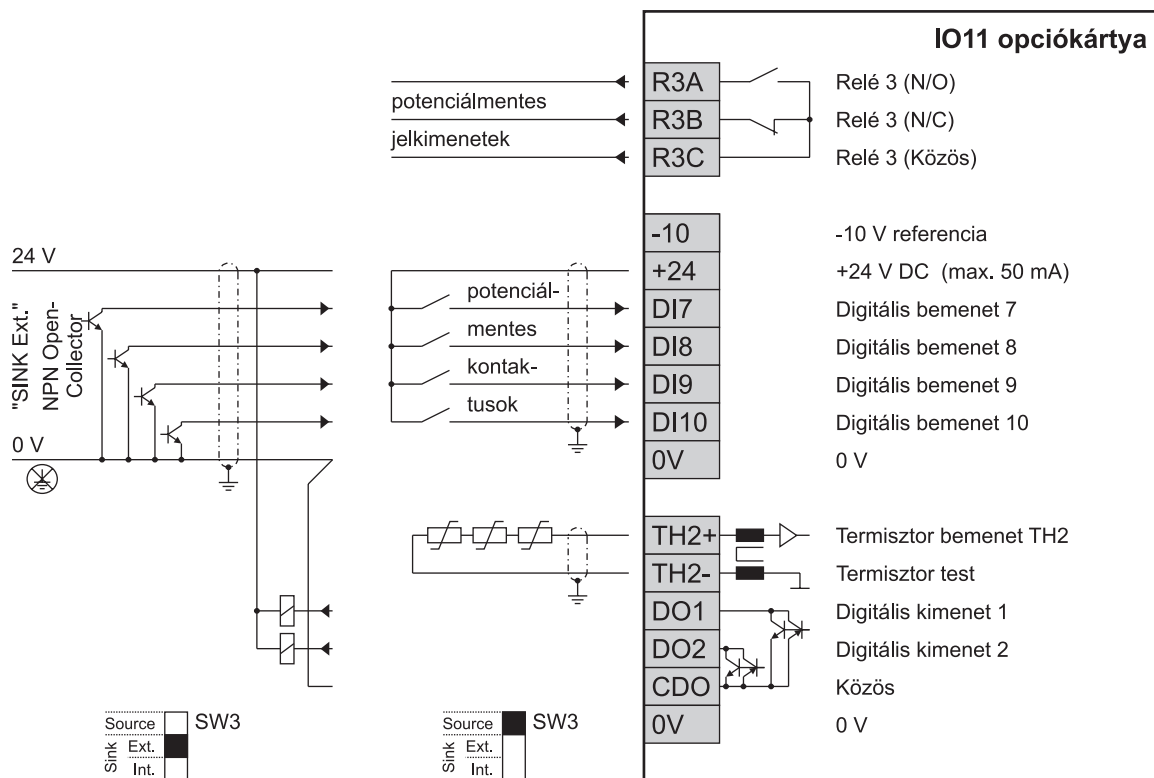 IO11 opciókártya
R3A Relé 3 (N/O)
potenciálmentes
R3B Relé 3 (N/C)
jelkimenetek
R3C Relé 3 (Közös)
-10 -10 V referencia
24 V
+24 +24 V DC (max. 50 mA)
"SINK Ext."
NPN Open-
Collector
potenciál-
DI7 Digitális bemenet 7
mentes
DI8 Digitális bemenet 8
kontak-
DI9 Digitális bemenet 9
tusok
DI10 Digitális bemenet 10
0 V
0V 0 V
TH2+ Termisztor bemenet TH2
TH2- Termisztor test
DO1 Digitális kimenet 1
DO2 Digitális kimenet 2
CDO Közös
0V 0 V
Source SW3
Sink Ext.
Int.
Source SW3
Sink Ext.
Int.